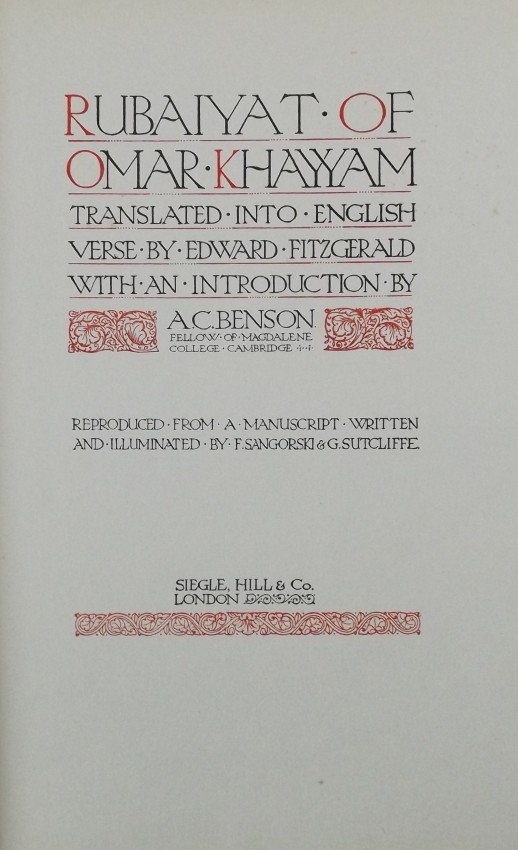 RUBAIYAT · OF
OMAR · KHAYYAM
TRANSLATED · INTO · ENGLISH
VERSE · BY · EDWARD · FITZGERALD
WITH · AN · INTRODUCTION · BY
A.C. BENSON.
FELLOW · OF · MAGDALENE
COLLEGE · CAMBRIDGE
REPRODUCED · FROM · A · MANUSCRIPT · WRITTEN
AND · ILLUMINATED · BY · F. SANGORSKI & G. SUTCLIFFE.
SIEGLE, HILL & Co.
LONDON